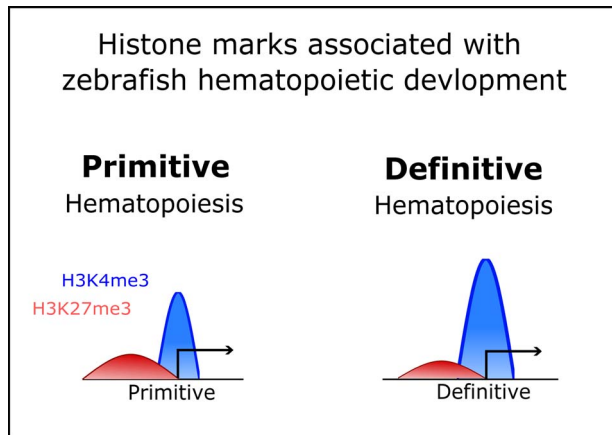 Histone marks associated with
zebrafish hematopoietic devlopment
Primitive
Hematopoiesis
Definitive
Hematopoiesis
H3K4me3
H3K27me3
Primitive
Definitive